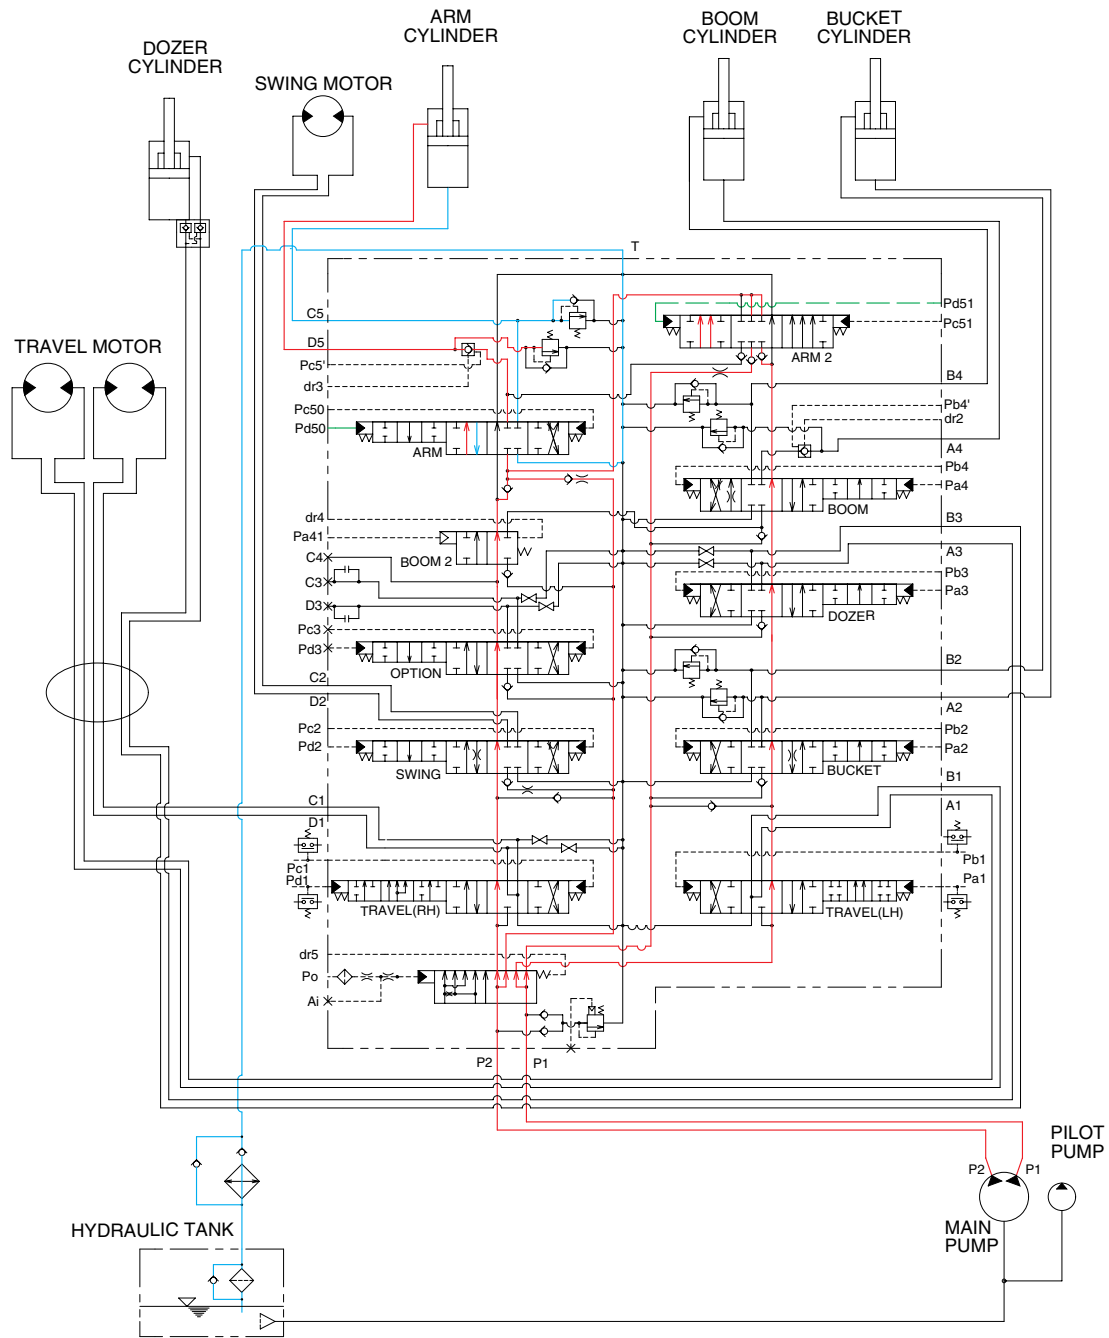 ARM
CYLINDER
BOOM
CYLINDER
BUCKET
CYLINDER
DOZER
CYLINDER
SWING MOTOR
TRAVEL MOTOR
T
C5
D5
Pc5'
dr3
Pc50
Pd50
ARM
Pd51
Pc51
ARM 2
B4
Pb4'
dr2
A4
Pb4
Pa4
BOOM
dr4
Pa41
BOOM 2
C4
C3
D3
Pc3
Pd3
OPTION
B3
A3
Pb3
Pa3
DOZER
C2
D2
Pc2
Pd2
SWING
B2
A2
Pb2
Pa2
BUCKET
C1
D1
Pc1
Pd1
TRAVEL(RH)
B1
A1
Pb1
Pa1
TRAVEL(LH)
dr5
Po
Ai
P2
P1
P2
P1
PILOT
PUMP
MAIN
PUMP
HYDRAULIC TANK